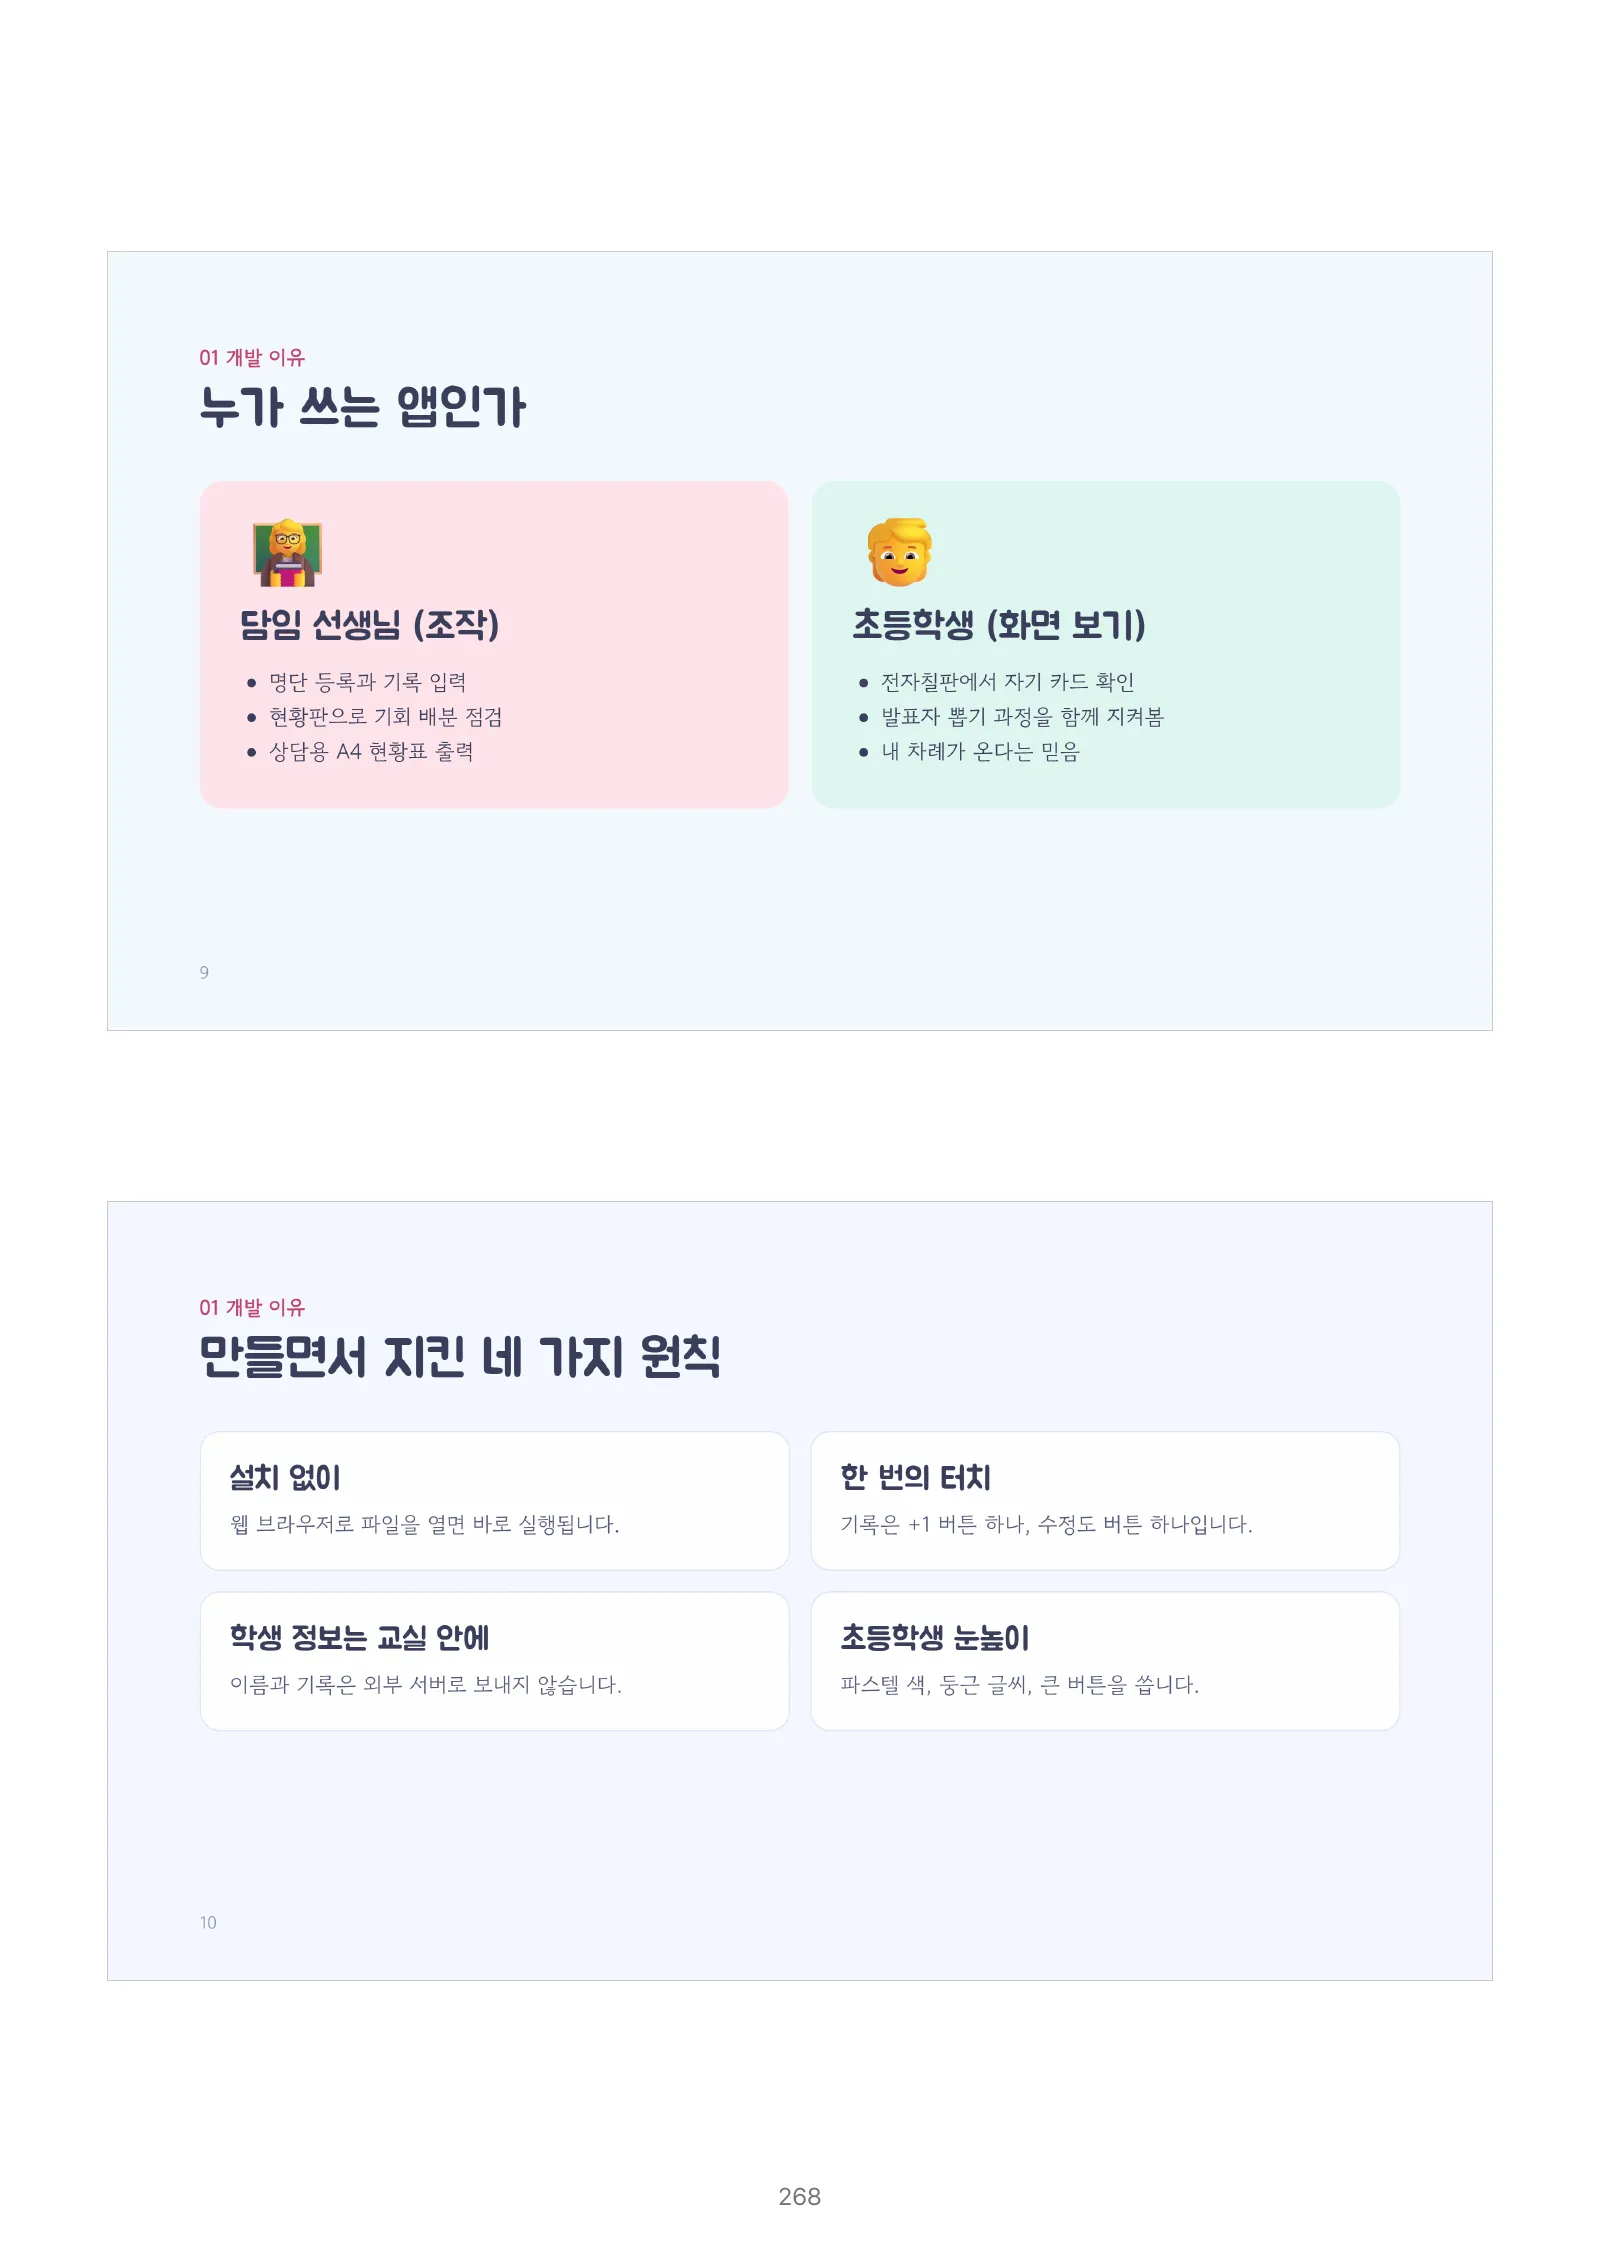 01 개발 이유
누가 쓰는 앱인가
담임 선생님 (조작)
● 명단 등록과 기록 입력
● 현황판으로 기회 배분 점검
● 상담용 A4 현황표 출력
초등학생 (화면 보기)
● 전자칠판에서 자기 카드 확인
● 발표자 뽑기 과정을 함께 지켜봄
● 내 차례가 온다는 믿음
9
01 개발 이유
만들면서 지킨 네 가지 원칙
설치 없이
웹 브라우저로 파일을 열면 바로 실행됩니다.
한 번의 터치
기록은 +1 버튼 하나, 수정도 버튼 하나입니다.
학생 정보는 교실 안에
이름과 기록은 외부 서버로 보내지 않습니다.
초등학생 눈높이
파스텔 색, 둥근 글씨, 큰 버튼을 씁니다.
10
268